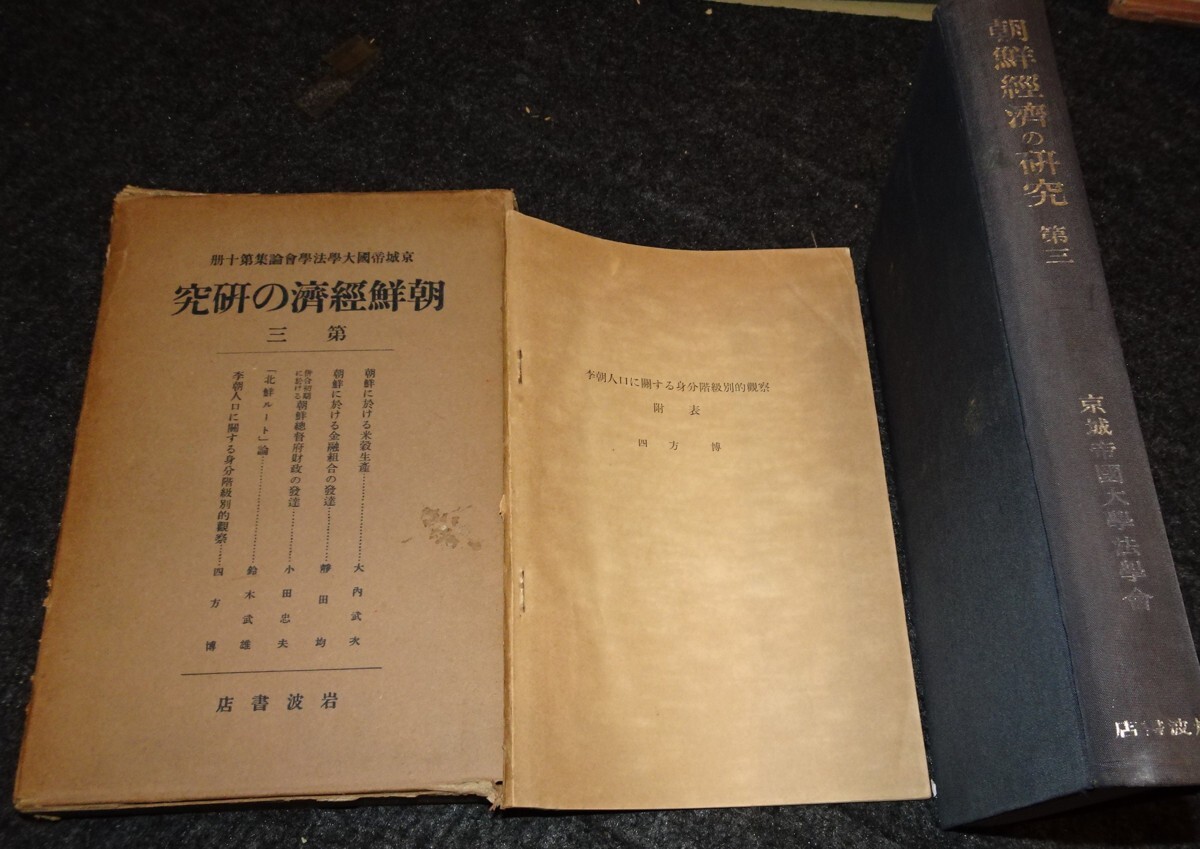 京城帝國大學法學會論集第十册
朝鮮經濟の硏究
第三
朝鮮に於ける米穀生產……大內武次
朝鮮に於ける金融組合の發達……靜田均
併合初期に於ける朝鮮總督府財政の發達……小田忠夫
「北鮮ルート」論……鈴木武雄
李朝人口に關する身分階級別的觀察……四方博
岩波書店
李朝人口に關する身分階級別的觀察
附表
四方博
朝鮮經濟の硏究 第三
京城帝國大學法學會
岩波書店